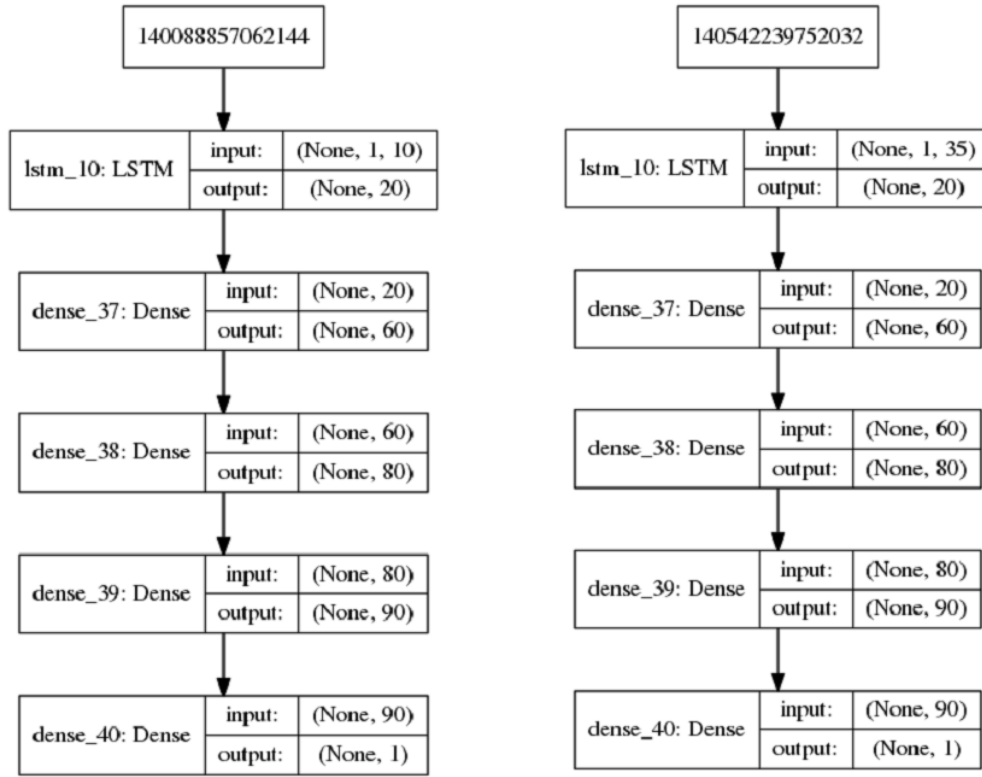 140088857062144
lstm_10: LSTM
input: (None, 1, 10)
output: (None, 20)
dense_37: Dense
input: (None, 20)
output: (None, 60)
dense_38: Dense
input: (None, 60)
output: (None, 80)
dense_39: Dense
input: (None, 80)
output: (None, 90)
dense_40: Dense
input: (None, 90)
output: (None, 1)
140542239752032
lstm_10: LSTM
input: (None, 1, 35)
output: (None, 20)
dense_37: Dense
input: (None, 20)
output: (None, 60)
dense_38: Dense
input: (None, 60)
output: (None, 80)
dense_39: Dense
input: (None, 80)
output: (None, 90)
dense_40: Dense
input: (None, 90)
output: (None, 1)